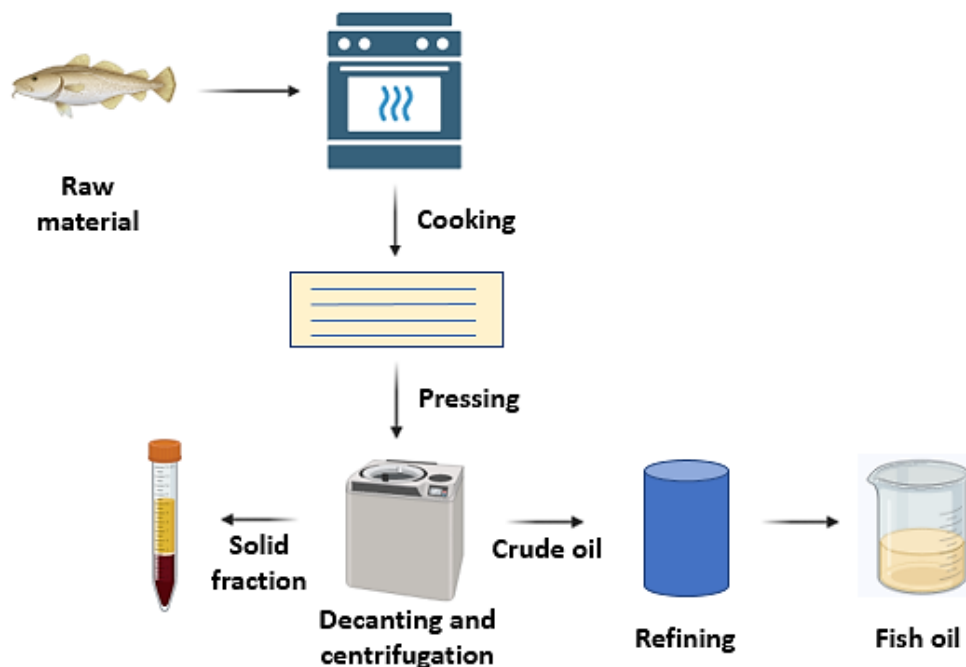 Raw
material
Cooking
Pressing
Solid
fraction
Crude oil
Decanting and
centrifugation
Refining
Fish oil